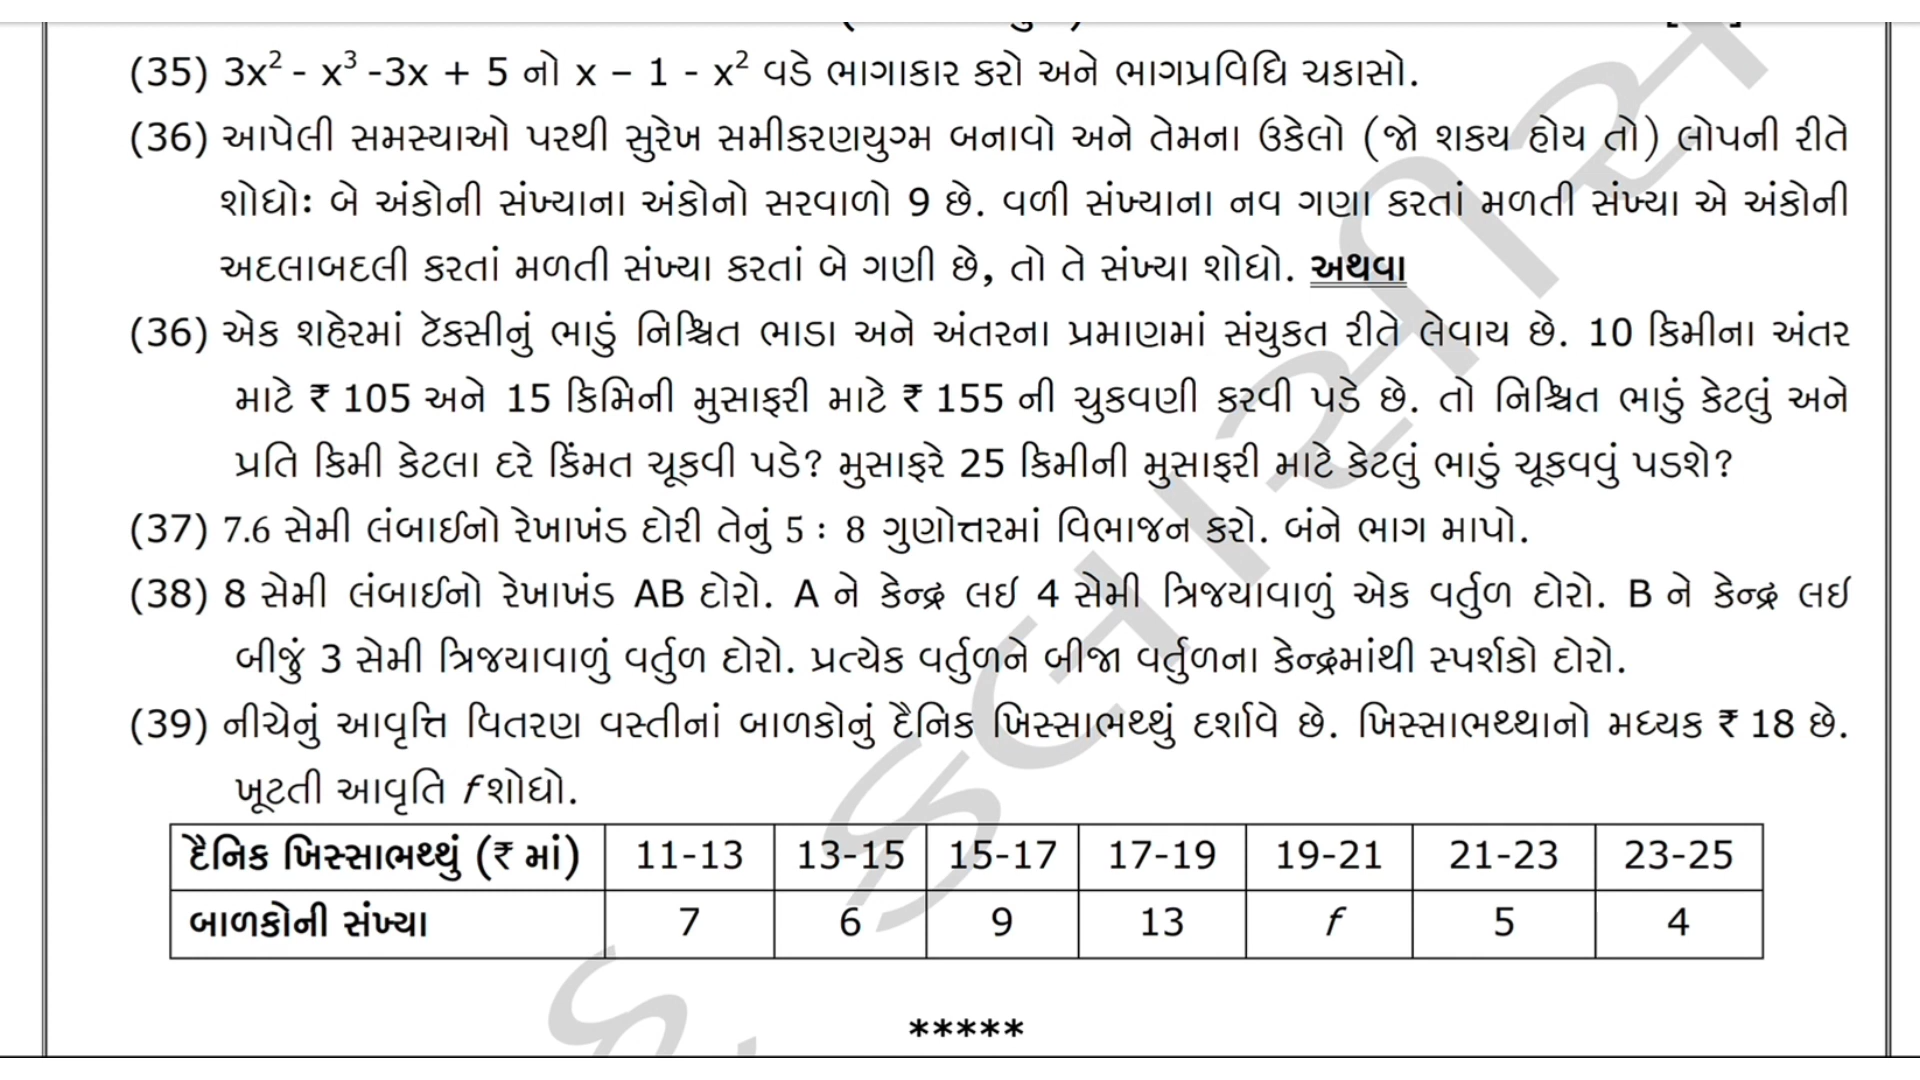 (35) 3x² - x³ -3x + 5 નો x – 1 - x² વડે ભાગાકાર કરો અને ભાગપ્રવિધિ ચકાસો.
(36) આપેલી સમસ્યાઓ પરથી સુરેખ સમીકરણયુગ્મ બનાવો અને તેમના ઉકેલો (જો શકય હોય તો) લોપની રીતે
શોધોઃ બે અંકોની સંખ્યાના અંકોનો સરવાળો 9 છે. વળી સંખ્યાના નવ ગણા કરતાં મળતી સંખ્યા એ અંકોની
અદલાબદલી કરતાં મળતી સંખ્યા કરતાં બે ગણી છે, તો તે સંખ્યા શોધો. અથવા
(36) એક શહેરમાં ટૅકસીનું ભાડું નિશ્ચિત ભાડા અને અંતરના પ્રમાણમાં સંયુકત રીતે લેવાય છે. 10 કિમીના અંતર
માટે ₹ 105 અને 15 કિમિની મુસાફરી માટે ₹ 155 ની ચુકવણી કરવી પડે છે. તો નિશ્ચિત ભાડું કેટલું અને
પ્રતિ કિમી કેટલા દરે કિંમત ચૂકવી પડે? મુસાફરે 25 કિમીની મુસાફરી માટે કેટલું ભાડું ચૂકવવું પડશે?
(37) 7.6 સેમી લંબાઈનો રેખાખંડ દોરી તેનું 5 : 8 ગુણોત્તરમાં વિભાજન કરો. બંને ભાગ માપો.
(38) 8 સેમી લંબાઈનો રેખાખંડ AB દોરો. A ને કેન્દ્ર લઈ 4 સેમી ત્રિજયાવાળું એક વર્તુળ દોરો. B ને કેન્દ્ર લઈ
બીજું 3 સેમી ત્રિજયાવાળું વર્તુળ દોરો. પ્રત્યેક વર્તુળને બીજા વર્તુળના કેન્દ્રમાંથી સ્પર્શકો દોરો.
(39) નીચેનું આવૃત્તિ વિતરણ વસ્તીનાં બાળકોનું દૈનિક ખિસ્સાભથ્થું દર્શાવે છે. ખિસ્સાભથ્થાનો મધ્યક ₹ 18 છે.
ખૂટતી આવૃતિ f શોધો.
દૈનિક ખિસ્સાભથ્થું (₹ માં) 11-13 13-15 15-17 17-19 19-21 21-23 23-25
બાળકોની સંખ્યા 7 6 9 13 f 5 4
*****